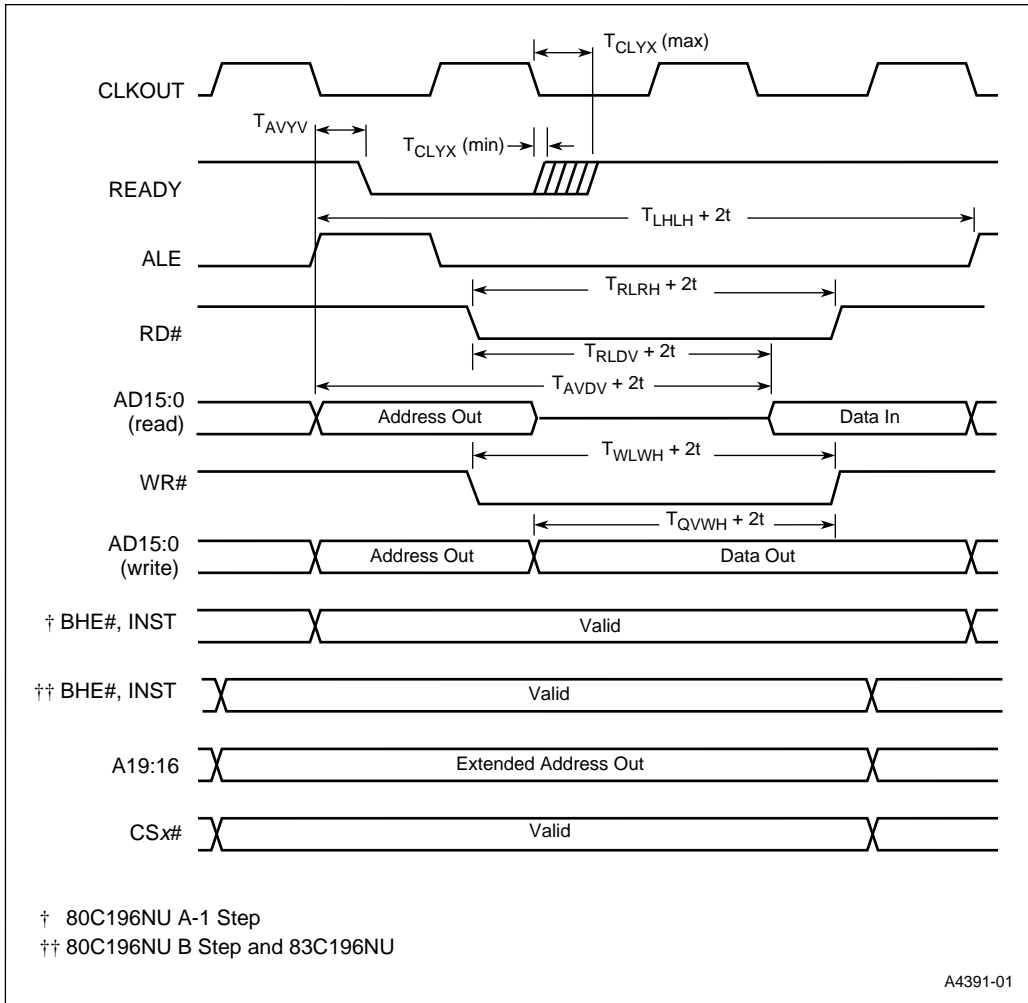 T_CLYX (max)
CLKOUT
T_AVYV
T_CLYX (min)
READY
T_LHLH + 2t
ALE
T_RLRH + 2t
RD#
T_RLDV + 2t
T_AVDV + 2t
AD15:0
(read)
Address Out
Data In
T_WLWH + 2t
WR#
T_QVWH + 2t
AD15:0
(write)
Address Out
Data Out
† BHE#, INST
Valid
†† BHE#, INST
Valid
A19:16
Extended Address Out
CSx#
Valid
† 80C196NU A-1 Step
†† 80C196NU B Step and 83C196NU
A4391-01